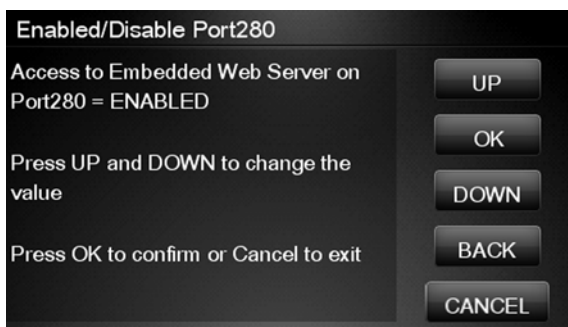 Enabled/Disable Port280
Access to Embedded Web Server on
Port280 = ENABLED
Press UP and DOWN to change the
value
Press OK to confirm or Cancel to exit
UP
OK
DOWN
BACK
CANCEL